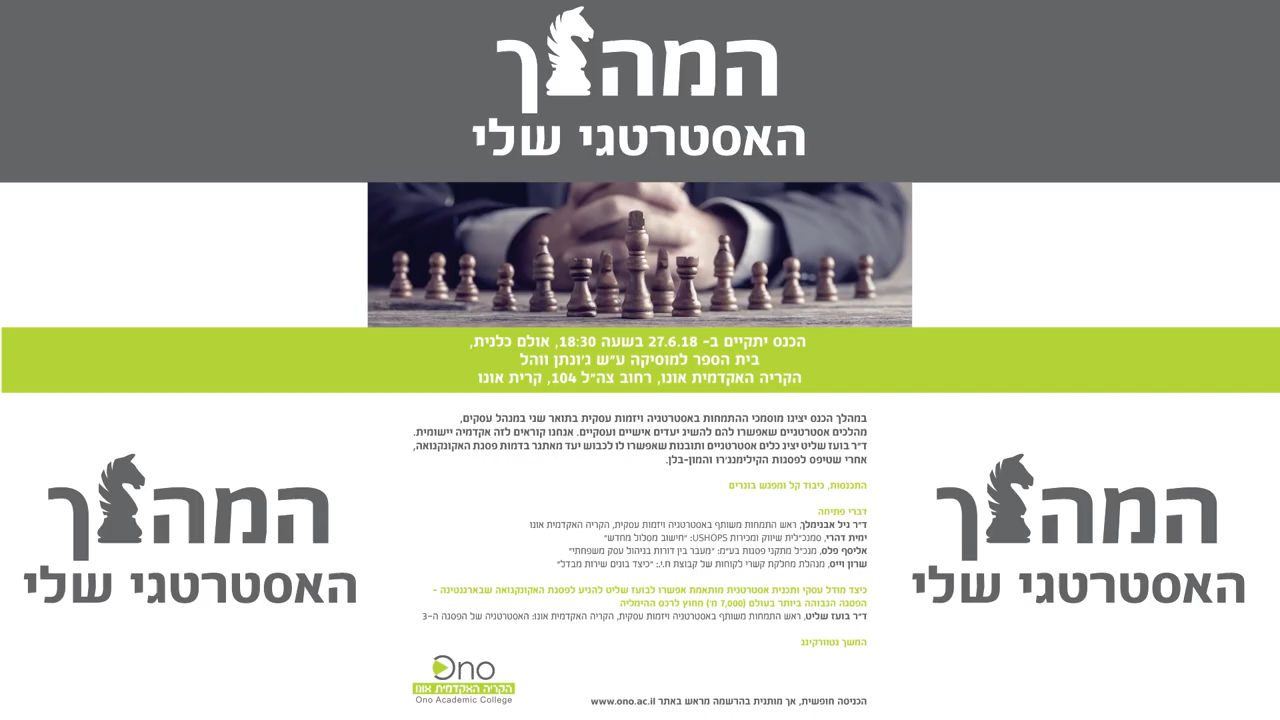 המהלך
האסטרטגי שלי
הכנס יתקיים ב- 27.6.18 בשעה 18:30, אולם כלנית,
בית הספר למוסיקה ע"ש ג'ונתן ווהל
הקריה האקדמית אונו, רחוב צה"ל 104, קרית אונו
במהלך הכנס יציגו מוסמכי ההתמחות באסטרטגיה ויזמות עסקית בתואר שני במנהל עסקים,
מהלכים אסטרטגיים שאפשרו להם להשיג יעדים אישיים ועסקיים. אנחנו קוראים לזה אקדמיה יישומית.
ד"ר בועז שליט יציג כלים אסטרטגיים ותובנות שאפשרו לו לכבוש יעד מאתגר בדמות פסגת האקונקגואה,
אחרי שטיפס לפסגות הקילימנג'רו והמון-בלן.
התכנסות, כיבוד קל ומפגש בוגרים
דברי פתיחה
ד"ר גיל אבנימלך, ראש התמחות משותף באסטרטגיה ויזמות עסקית, הקריה האקדמית אונו
ימית דהרי, סמנכ"לית שיווק ומכירות USHOPS: "חישוב מסלול מחדש"
אליסף פלס, מנכ"ל מתקני פסגות בע"מ: "מעבר בין דורות בניהול עסק משפחתי"
שרון וייס, מנהלת מחלקת קשרי לקוחות של קבוצת ח.י.: "כיצד בונים שירות מבדל"
כיצד מודל עסקי ותכנית אסטרטגית מותאמת אפשרו לבועז שליט להגיע לפסגת האקונקגואה שבארגנטינה -
הפסגה הגבוהה ביותר בעולם (7,000 מ') מחוץ לרכס ההימליה
ד"ר בועז שליט, ראש התמחות משותף באסטרטגיה ויזמות עסקית, הקריה האקדמית אונו: האסטרטגיה של הפסגה ה-3
המשך נטוורקינג
הכניסה חופשית, אך מותנית בהרשמה מראש באתר www.ono.ac.il
Ono
הקריה האקדמית אונו
Ono Academic College
המהלך
האסטרטגי שלי
המהלך
האסטרטגי שלי